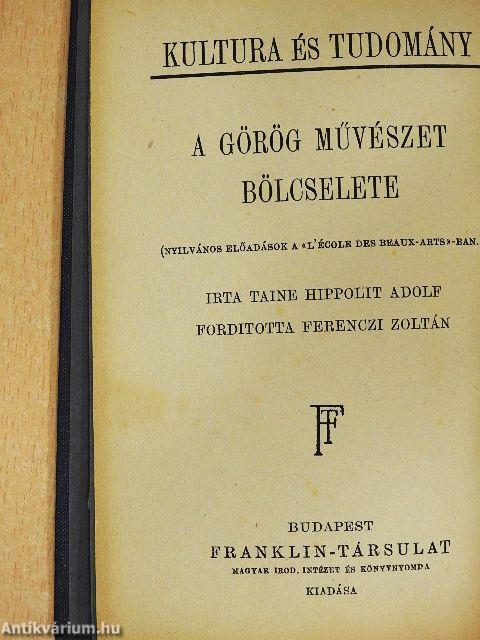 KULTURA ÉS TUDOMÁNY
A GÖRÖG MŰVÉSZET
BÖLCSELETE
(NYILVÁNOS ELŐADÁSOK A «L'ÉCOLE DES BEAUX-ARTS»-BAN.
IRTA TAINE HIPPOLIT ADOLF
FORDITOTTA FERENCZI ZOLTÁN
FT
BUDAPEST
FRANKLIN-TÁRSULAT
MAGYAR IROD. INTÉZET ÉS KÖNYVNYOMDA
KIADÁSA
Antikvárium.hu